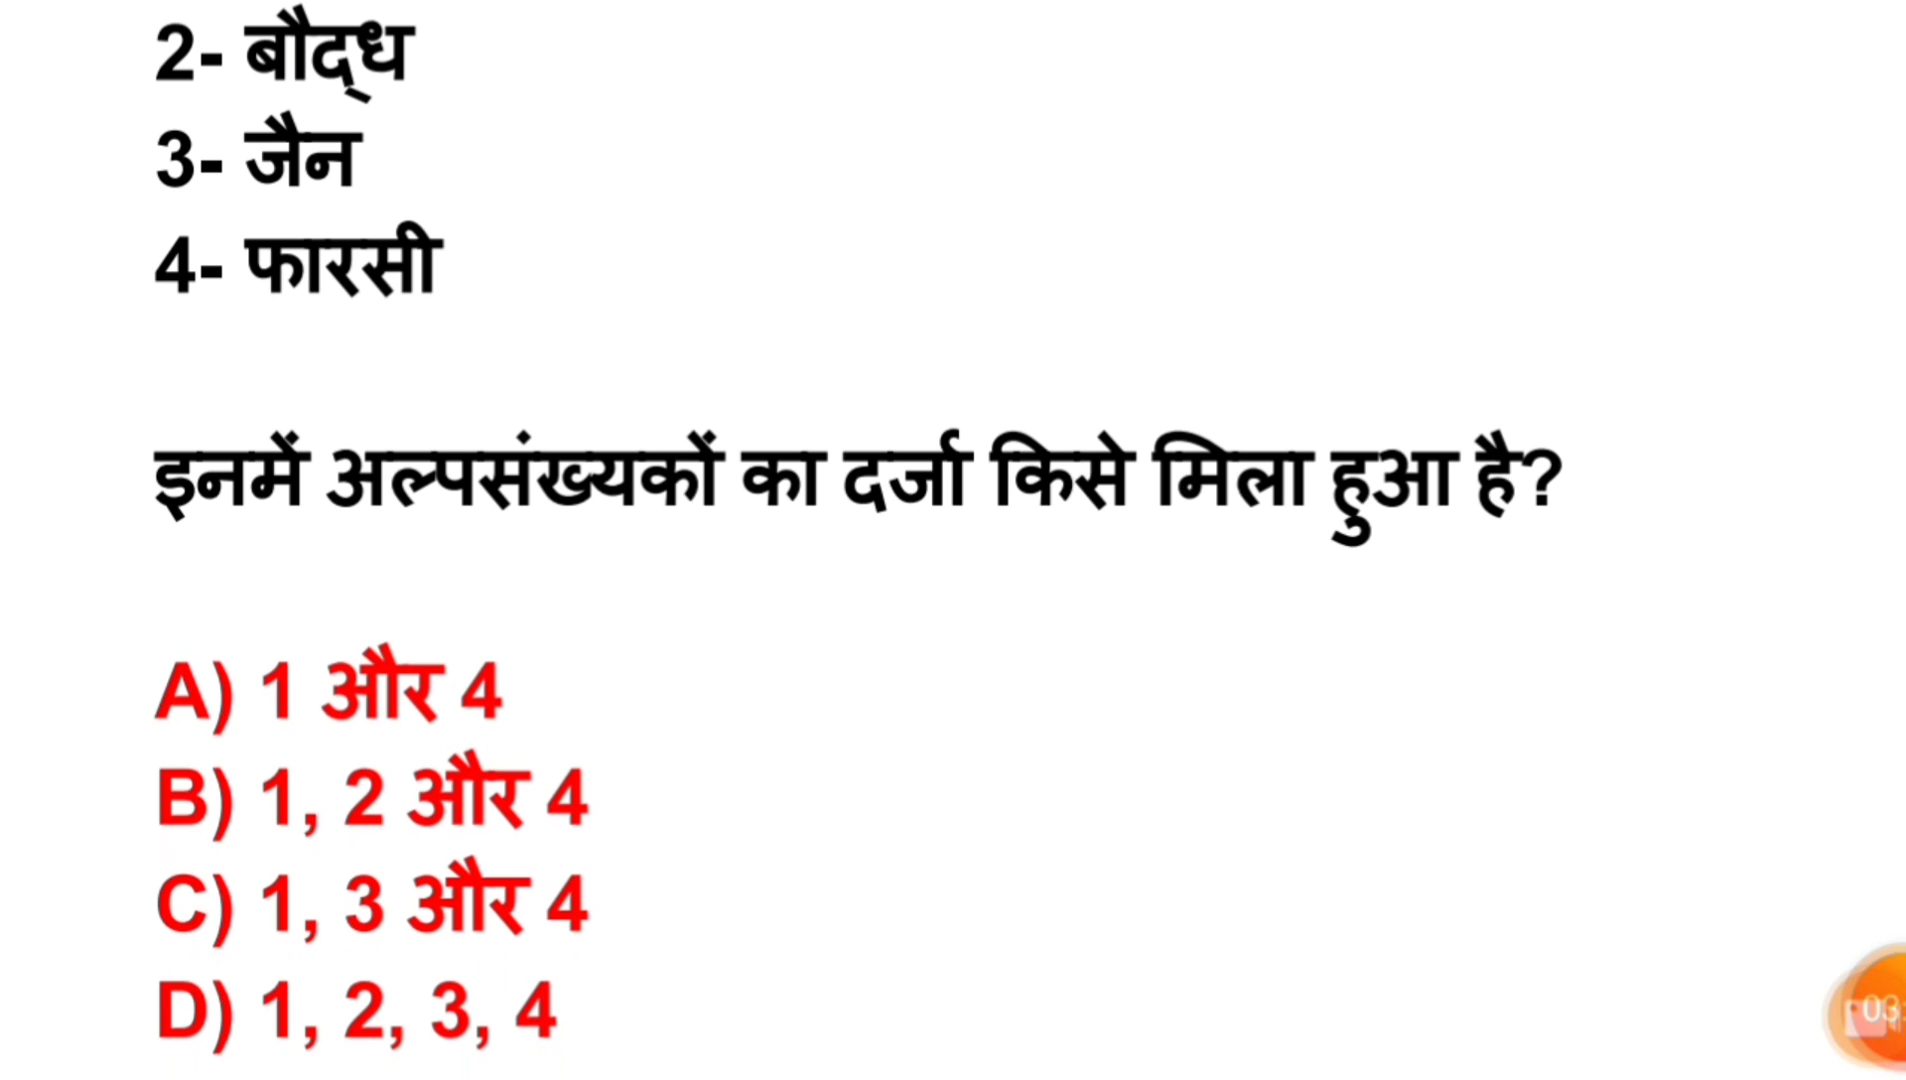 2- बौद्ध
3- जैन
4- फारसी
इनमें अल्पसंख्यकों का दर्जा किसे मिला हुआ है?
A) 1 और 4
B) 1, 2 और 4
C) 1, 3 और 4
D) 1, 2, 3, 4
03: